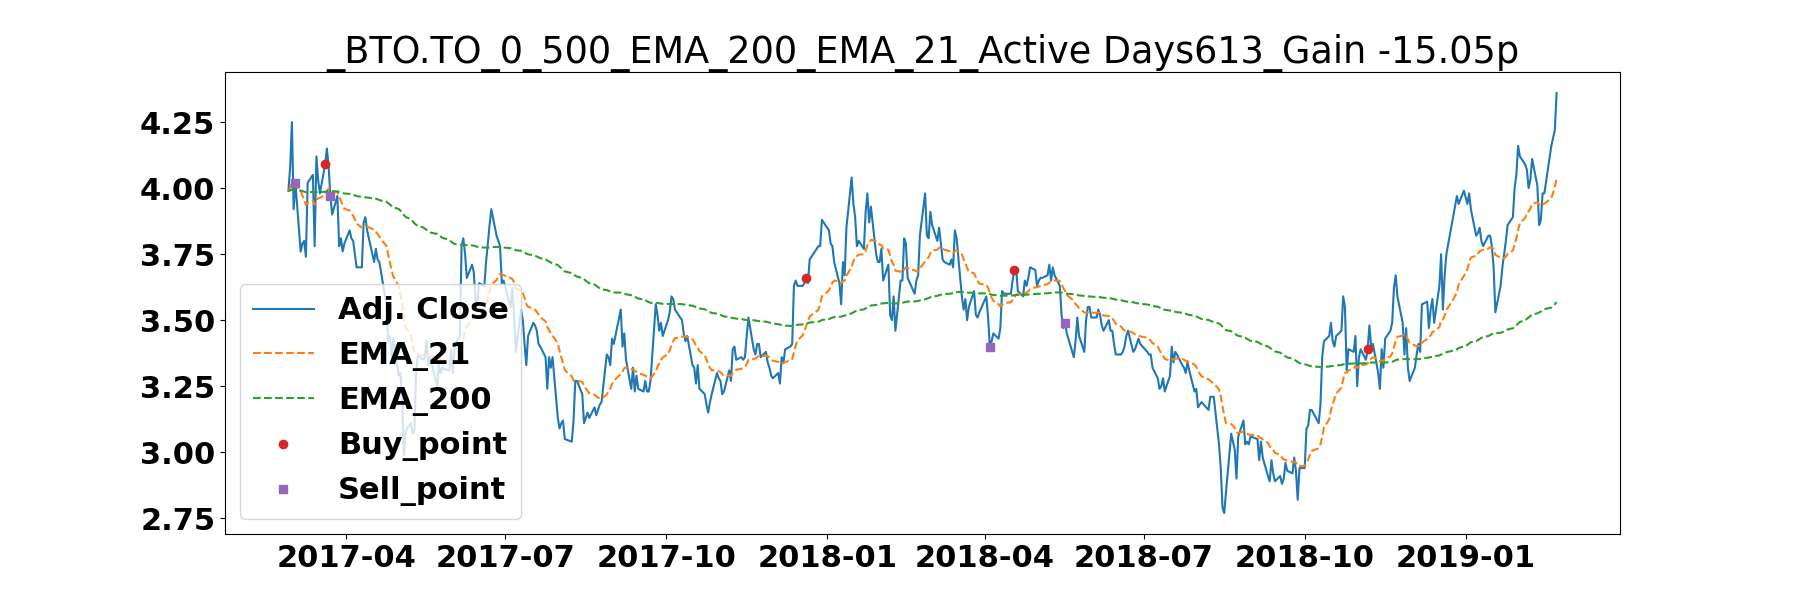 _BTO.TO_0_500_EMA_200_EMA_21_Active Days613_Gain -15.05p
4.25
4.00
3.75
3.50
3.25
3.00
2.75
Adj. Close
EMA_21
EMA_200
Buy_point
Sell_point
2017-04 2017-07 2017-10 2018-01 2018-04 2018-07 2018-10 2019-01